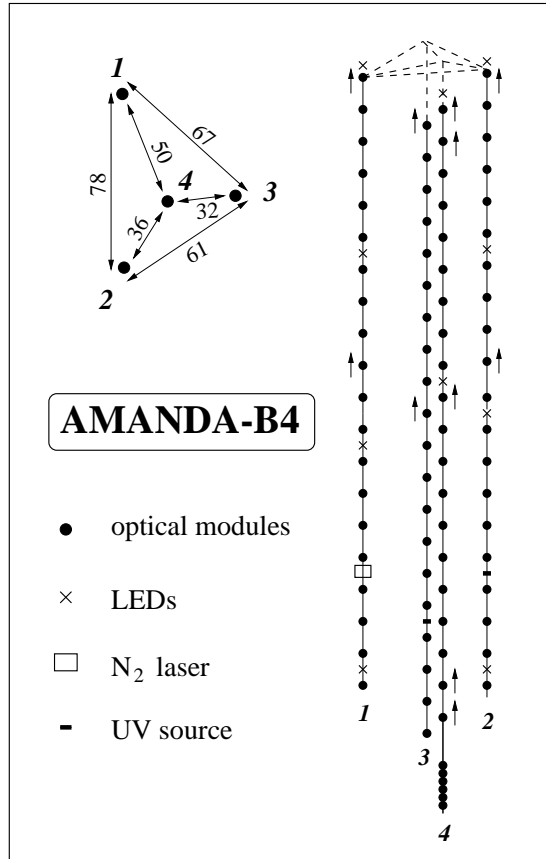 1
50
67
78
4
3
32
36
61
2
AMANDA-B4
optical modules
LEDs
N2 laser
UV source
1
2
3
4